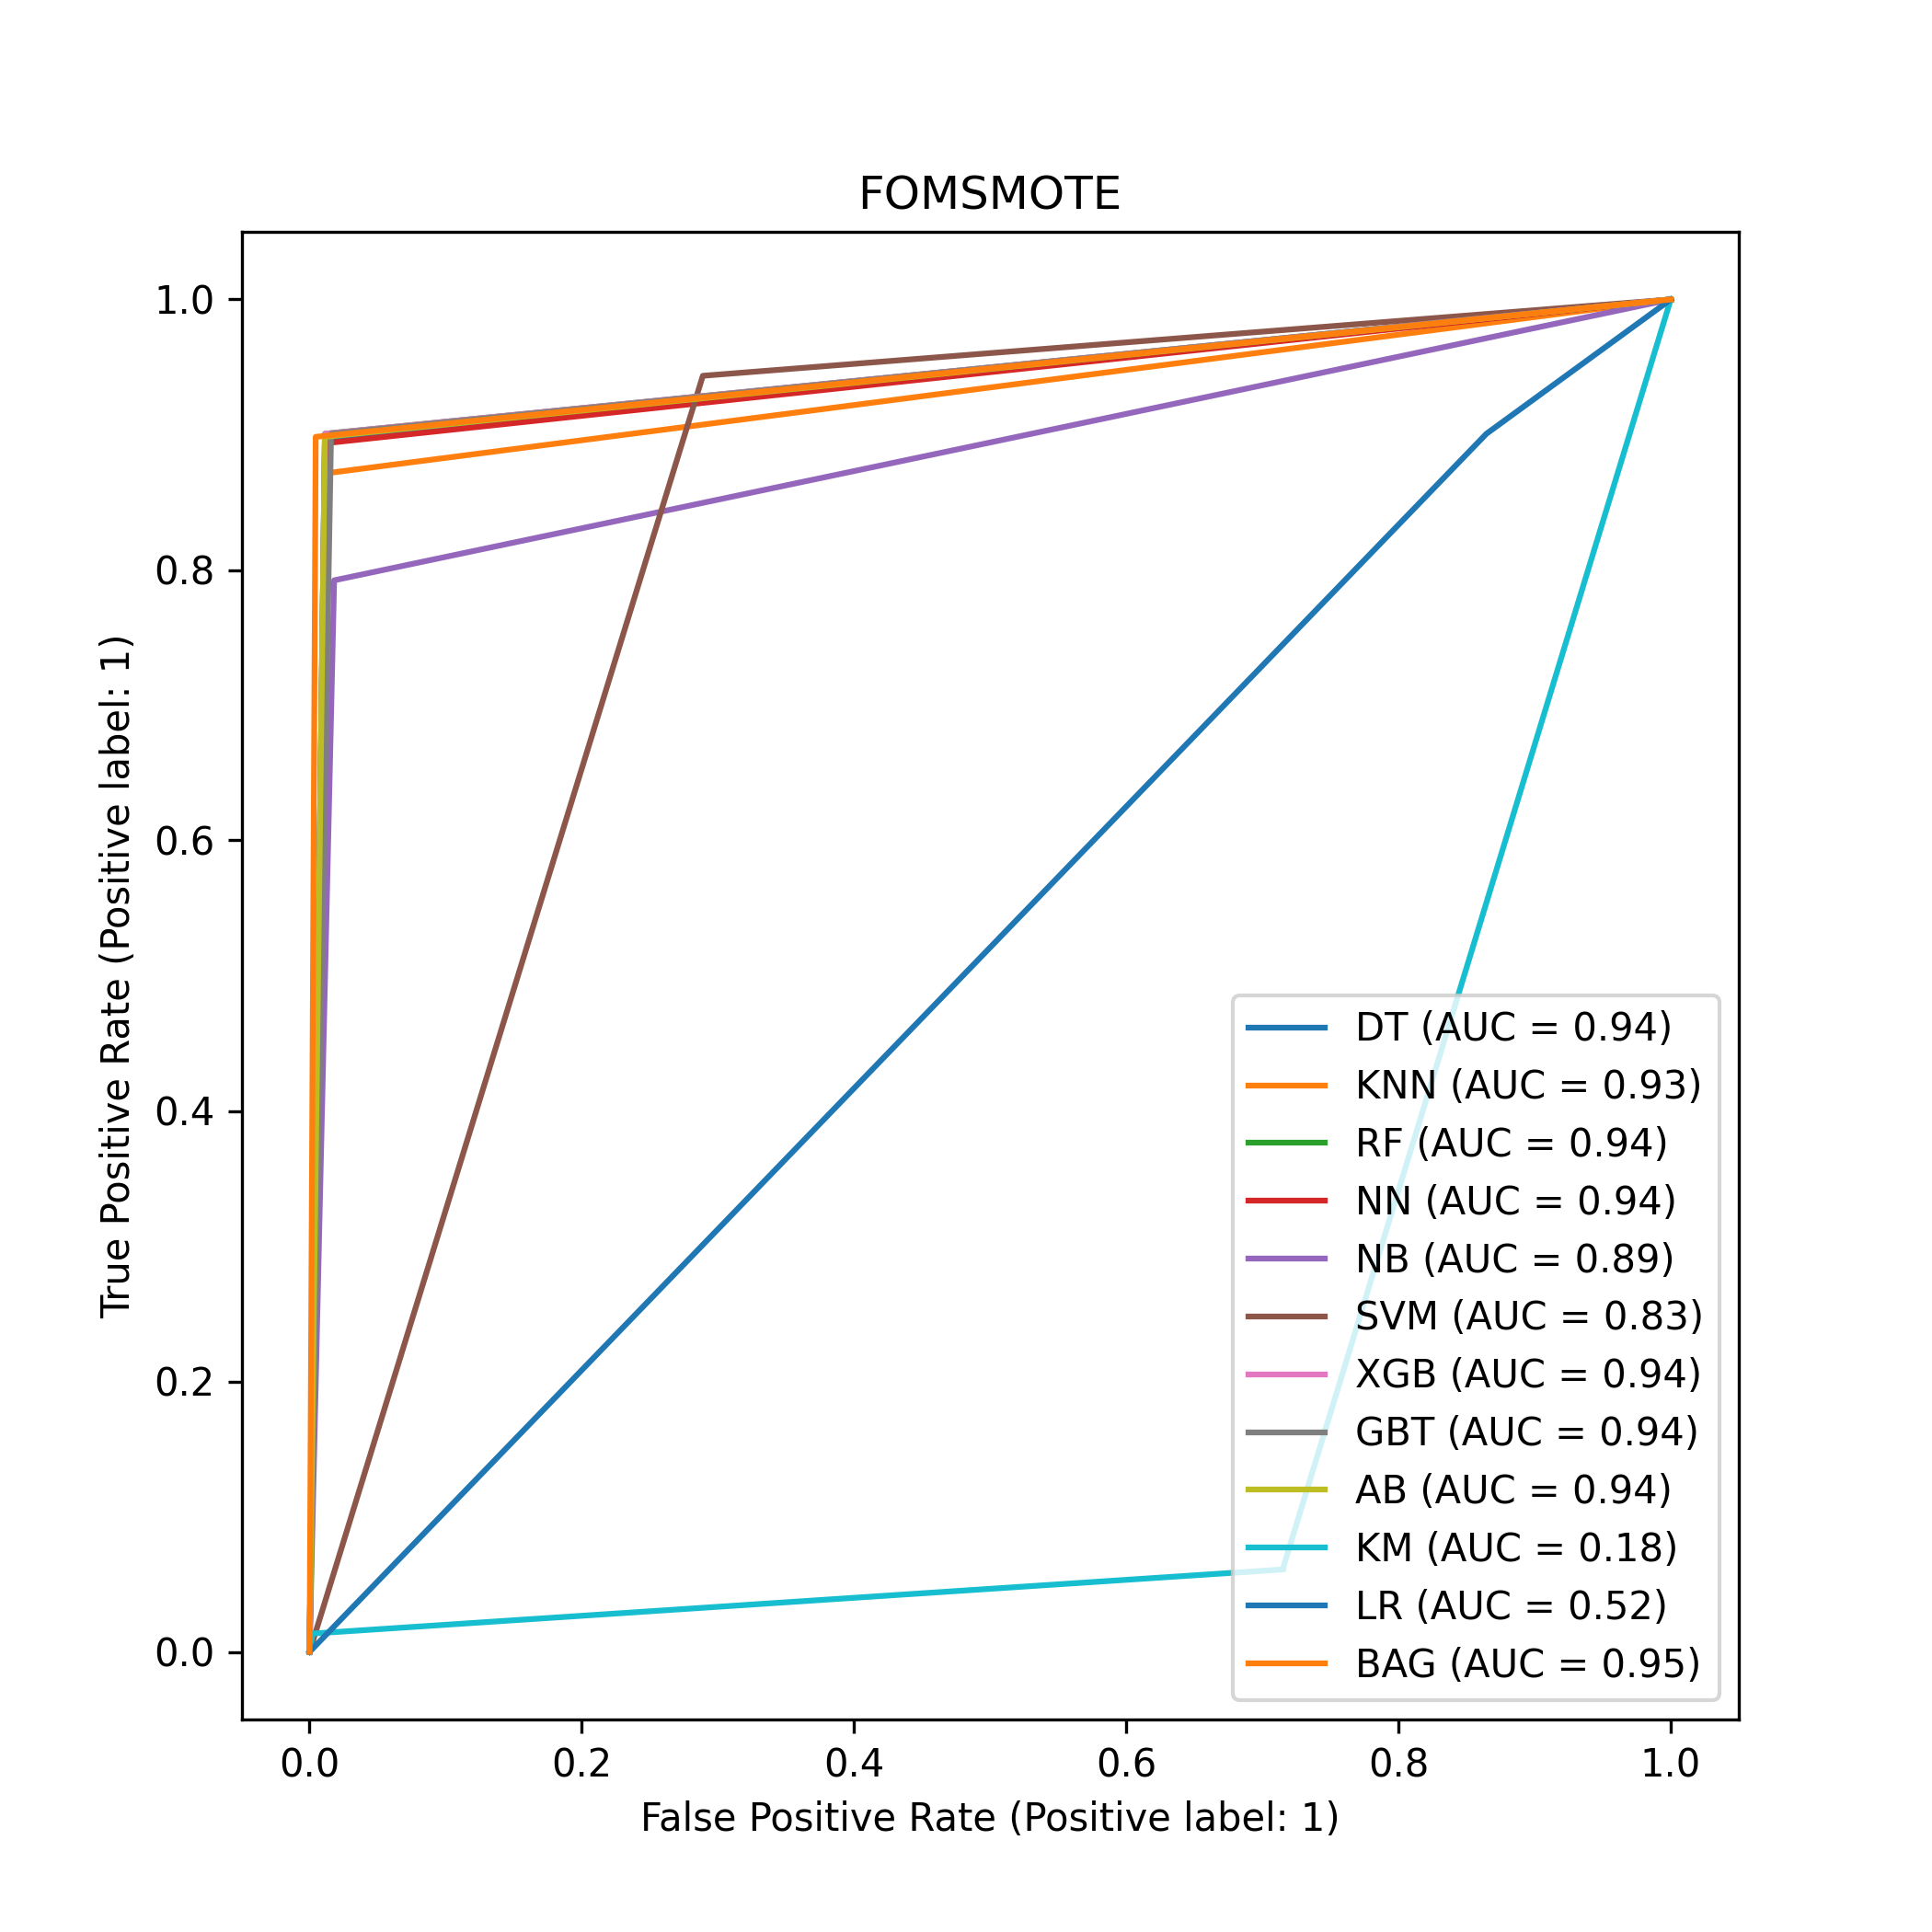 FOMSMOTE
1.0
0.8
0.6
0.4
0.2
0.0
True Positive Rate (Positive label: 1)
DT (AUC = 0.94)
KNN (AUC = 0.93)
RF (AUC = 0.94)
NN (AUC = 0.94)
NB (AUC = 0.89)
SVM (AUC = 0.83)
XGB (AUC = 0.94)
GBT (AUC = 0.94)
AB (AUC = 0.94)
KM (AUC = 0.18)
LR (AUC = 0.52)
BAG (AUC = 0.95)
0.0 0.2 0.4 0.6 0.8 1.0
False Positive Rate (Positive label: 1)